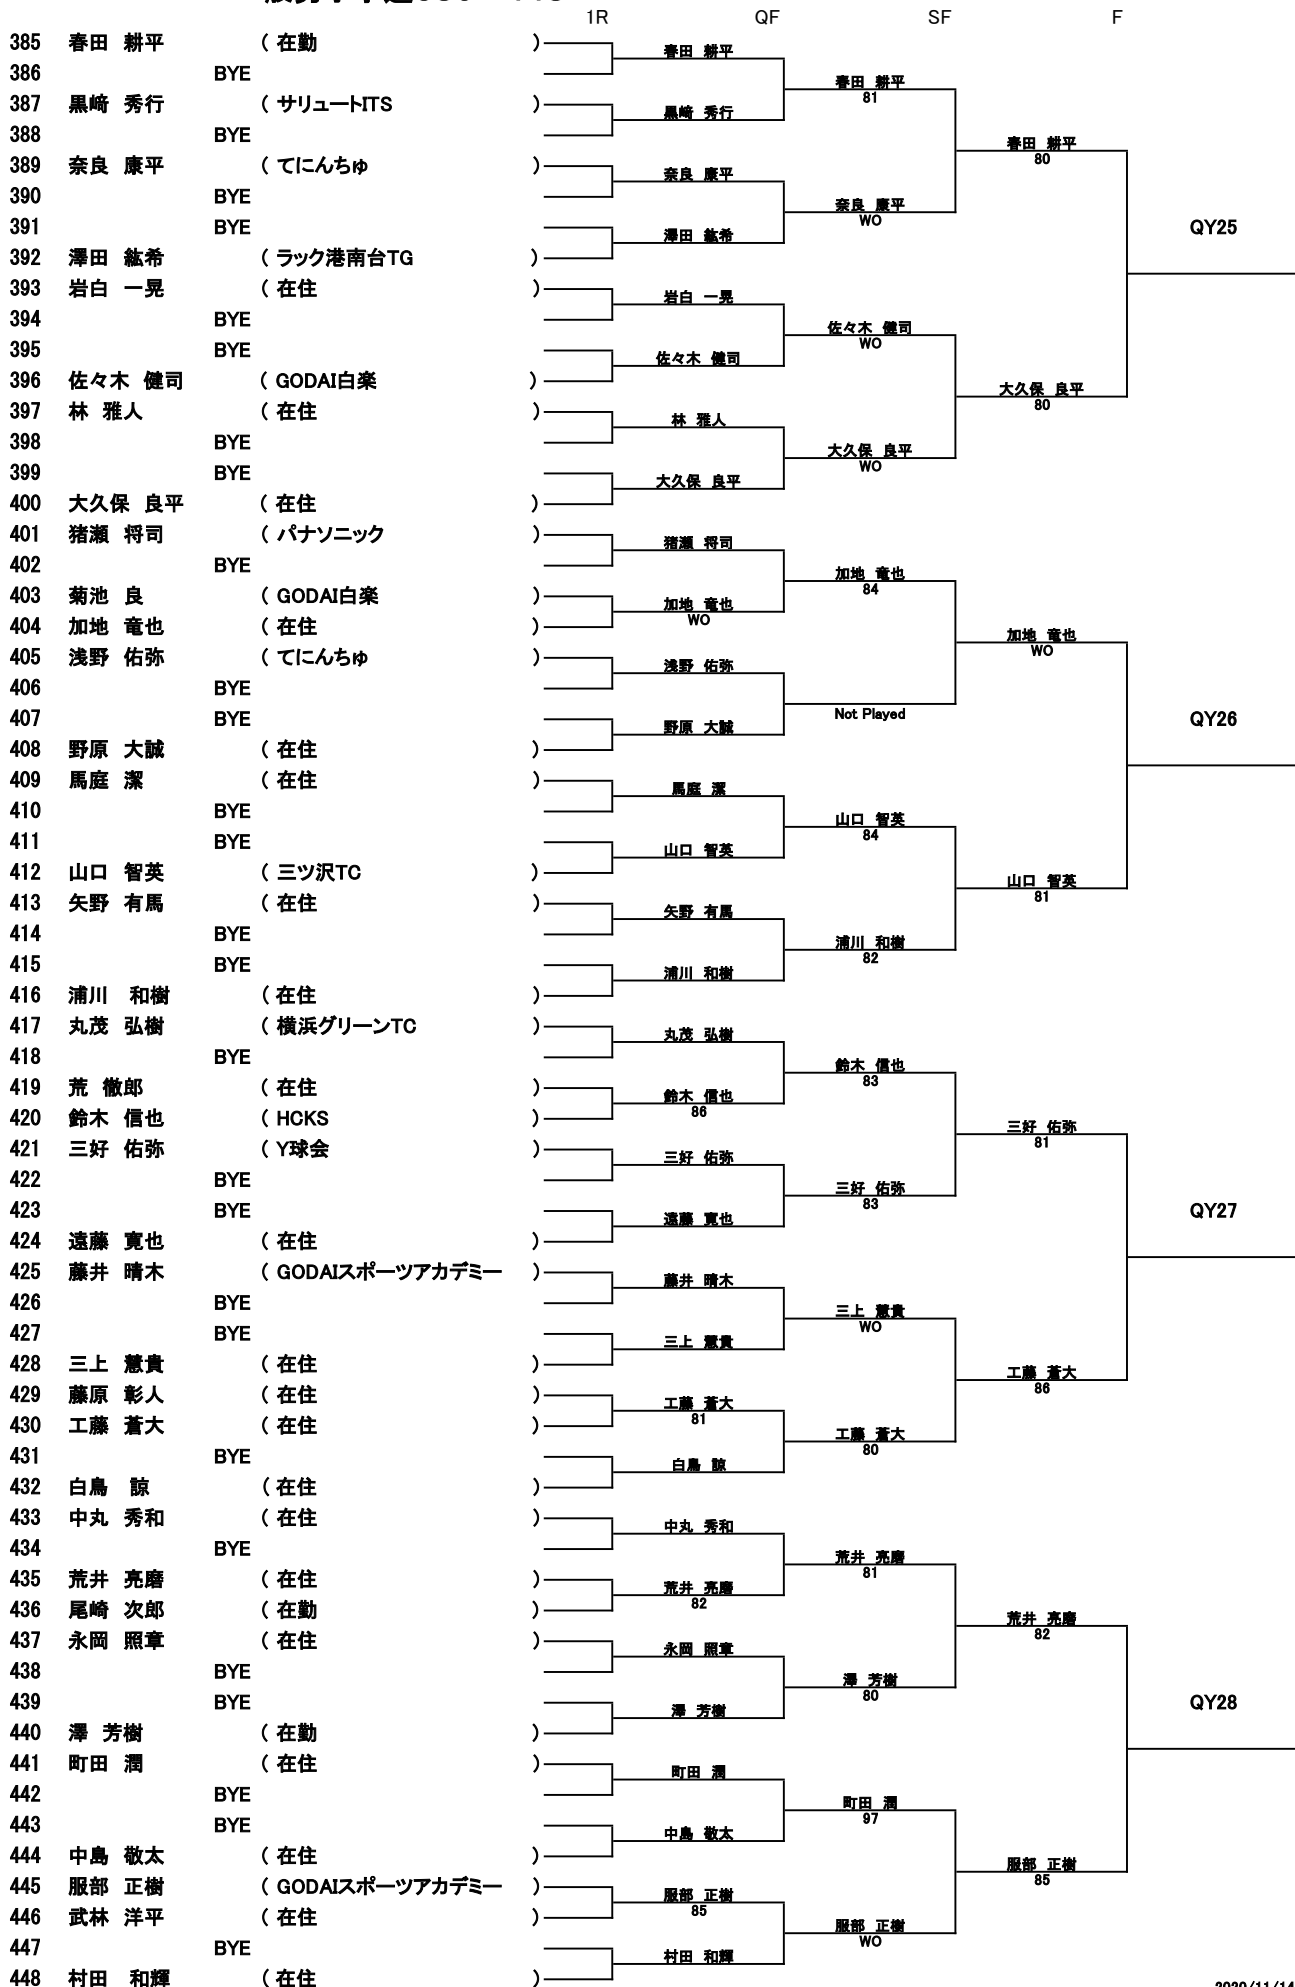 1R QF SF F
385 春田 耕平 ( 在勤 ) 春田 耕平
386 BYE 春田 耕平
387 黒﨑 秀行 ( サリュートITS ) 81
388 BYE 黒﨑 秀行 春田 耕平
389 奈良 康平 ( てにんちゅ ) 奈良 康平 80
390 BYE 奈良 康平
391 BYE 澤田 紘希 WO QY25
392 澤田 紘希 ( ラック港南台TG )
393 岩白 一晃 ( 在住 ) 岩白 一晃
394 BYE 佐々木 健司
395 BYE 佐々木 健司 WO
396 佐々木 健司 ( GODAI白楽 ) 大久保 良平
397 林 雅人 ( 在住 ) 林 雅人 80
398 BYE 大久保 良平
399 BYE 大久保 良平 WO
400 大久保 良平 ( 在住 )
401 猪瀬 将司 ( パナソニック ) 猪瀬 将司
402 BYE 加地 竜也
403 菊池 良 ( GODAI白楽 ) 加地 竜也 84
404 加地 竜也 ( 在住 ) WO 加地 竜也
405 浅野 佑弥 ( てにんちゅ ) 浅野 佑弥 WO
406 BYE
407 BYE 野原 大誠 Not Played QY26
408 野原 大誠 ( 在住 )
409 馬庭 潔 ( 在住 ) 馬庭 潔
410 BYE 山口 智英
411 BYE 山口 智英 84
412 山口 智英 ( 三ツ沢TC ) 山口 智英
413 矢野 有馬 ( 在住 ) 矢野 有馬 81
414 BYE 浦川 和樹
415 BYE 浦川 和樹 82
416 浦川 和樹 ( 在住 )
417 丸茂 弘樹 ( 横浜グリーンTC ) 丸茂 弘樹
418 BYE 鈴木 信也
419 荒 徹郎 ( 在住 ) 鈴木 信也 83
420 鈴木 信也 ( HCKS ) 86 三好 佑弥
421 三好 佑弥 ( Y球会 ) 三好 佑弥 81
422 BYE 三好 佑弥
423 BYE 遠藤 寛也 83 QY27
424 遠藤 寛也 ( 在住 )
425 藤井 晴木 ( GODAIスポーツアカデミー ) 藤井 晴木
426 BYE 三上 慧貴
427 BYE 三上 慧貴 WO
428 三上 慧貴 ( 在住 ) 工藤 蒼大
429 藤原 彰人 ( 在住 ) 工藤 蒼大 86
430 工藤 蒼大 ( 在住 ) 81 工藤 蒼大
431 BYE 白鳥 諒 80
432 白鳥 諒 ( 在住 )
433 中丸 秀和 ( 在住 ) 中丸 秀和
434 BYE 荒井 亮磨
435 荒井 亮磨 ( 在住 ) 荒井 亮磨 81
436 尾崎 次郎 ( 在勤 ) 82 荒井 亮磨
437 永岡 照章 ( 在住 ) 永岡 照章 82
438 BYE 澤 芳樹
439 BYE 澤 芳樹 80 QY28
440 澤 芳樹 ( 在勤 )
441 町田 潤 ( 在住 ) 町田 潤
442 BYE 町田 潤
443 BYE 中島 敬太 97
444 中島 敬太 ( 在住 ) 服部 正樹
445 服部 正樹 ( GODAIスポーツアカデミー ) 服部 正樹 85
446 武林 洋平 ( 在住 ) 85 服部 正樹
447 BYE 村田 和輝 WO
448 村田 和輝 ( 在住 )